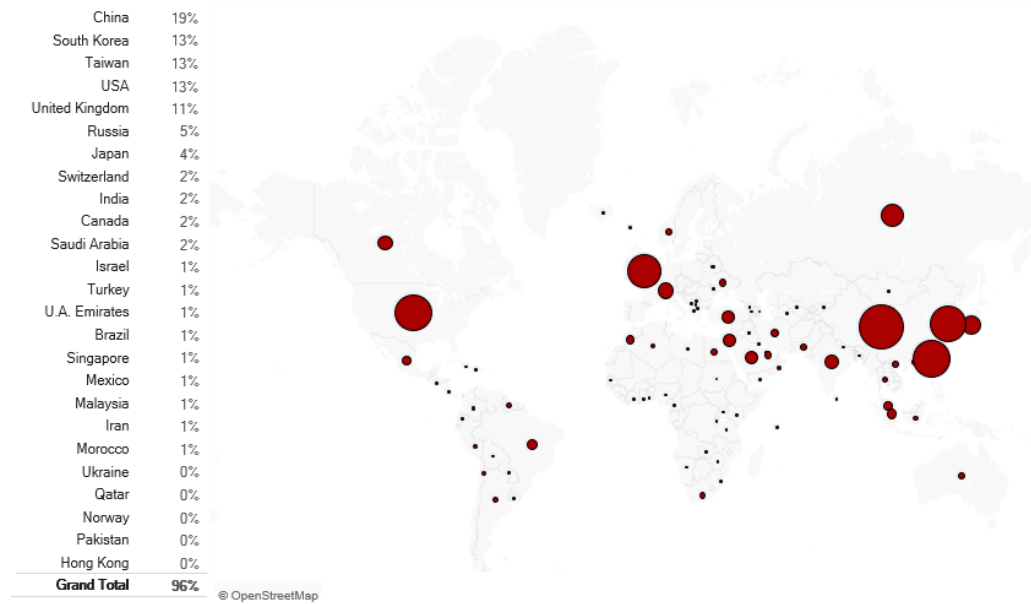 China 19%
South Korea 13%
Taiwan 13%
USA 13%
United Kingdom 11%
Russia 5%
Japan 4%
Switzerland 2%
India 2%
Canada 2%
Saudi Arabia 2%
Israel 1%
Turkey 1%
U.A. Emirates 1%
Brazil 1%
Singapore 1%
Mexico 1%
Malaysia 1%
Iran 1%
Morocco 1%
Ukraine 0%
Qatar 0%
Norway 0%
Pakistan 0%
Hong Kong 0%
Grand Total 96%
© OpenStreetMap